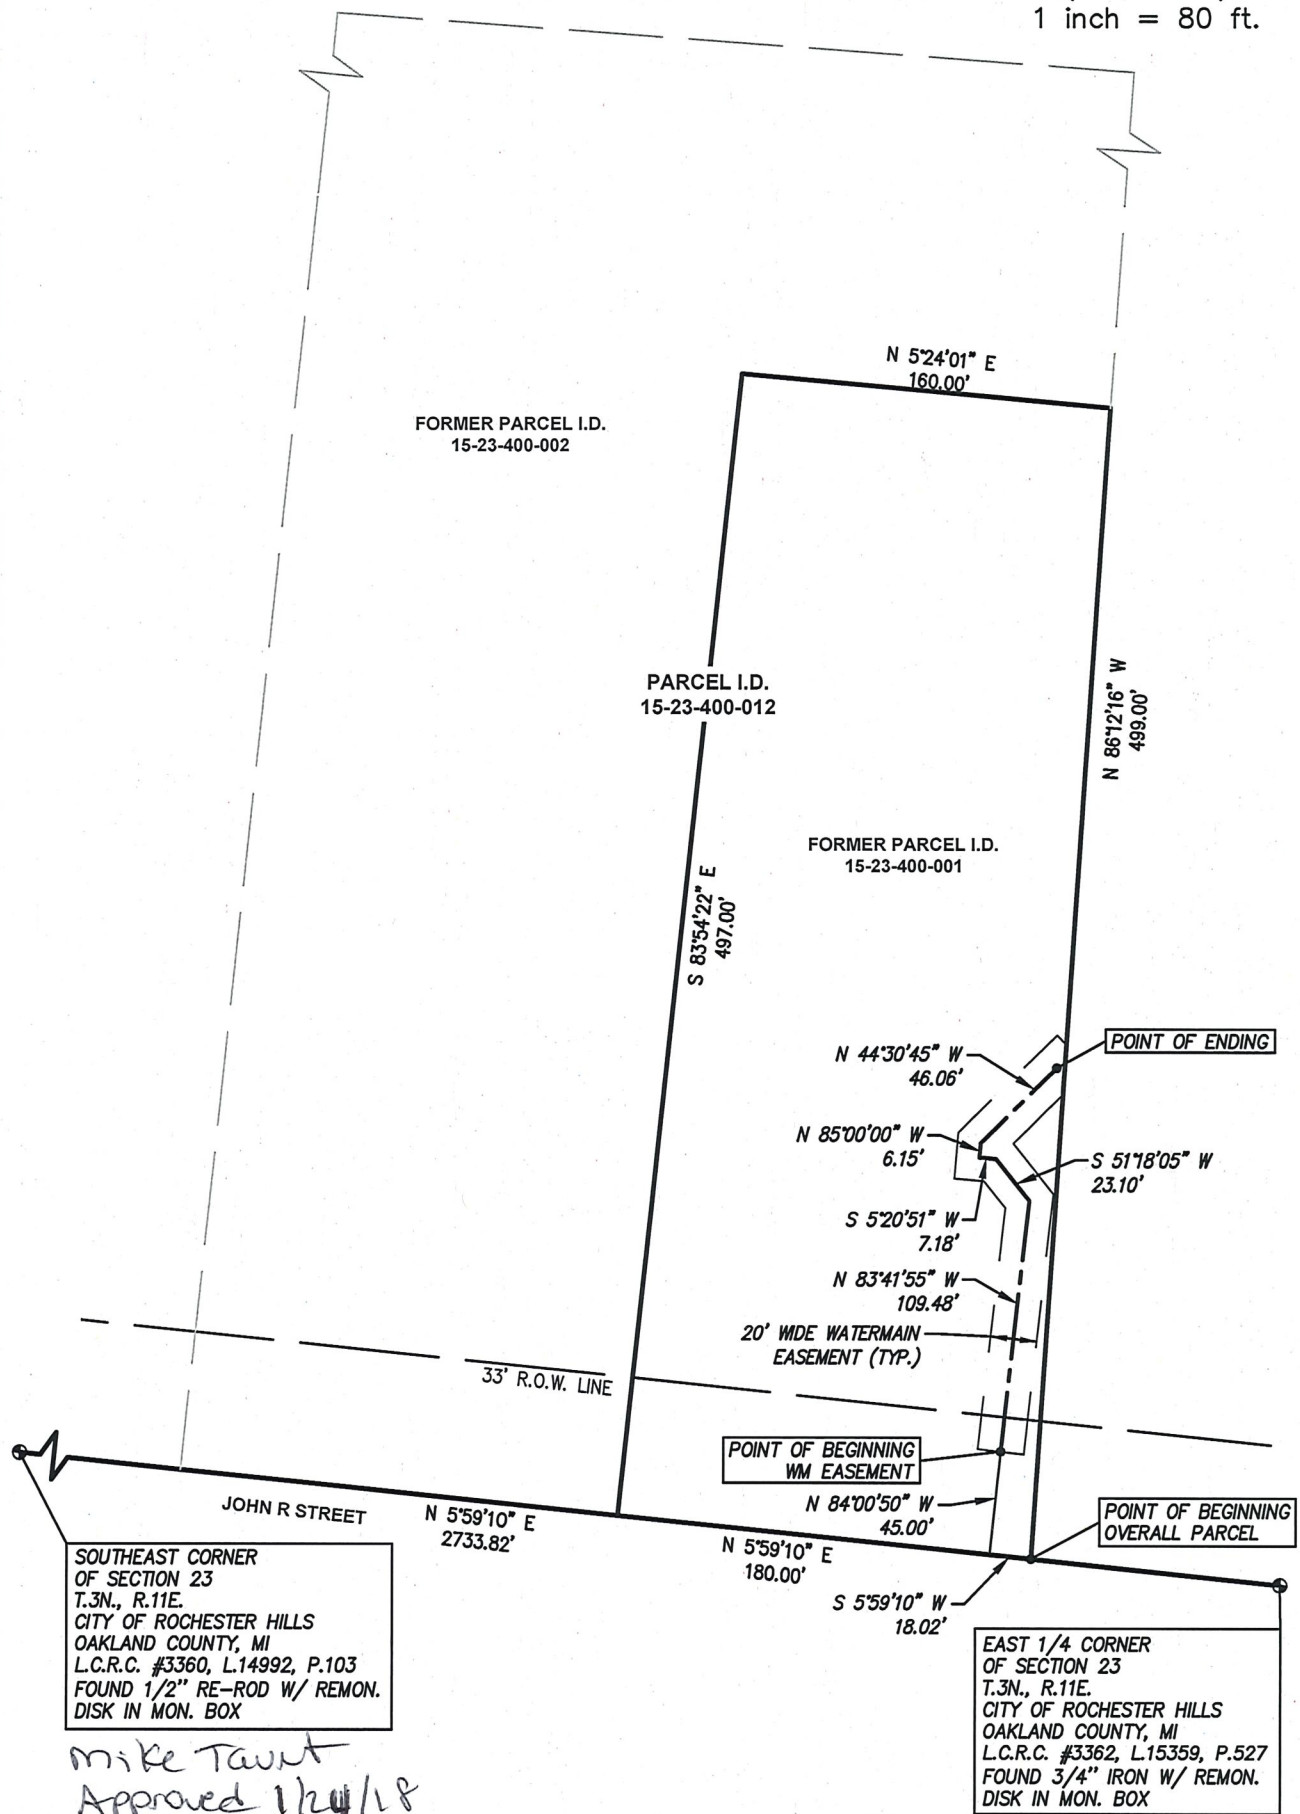 1 inch = 80 ft.
N 5°24'01" E
160.00'
FORMER PARCEL I.D.
15-23-400-002
PARCEL I.D.
15-23-400-012
N 86°12'16" W
499.00'
FORMER PARCEL I.D.
15-23-400-001
S 83°54'22" E
497.00'
N 44°30'45" W
46.06'
POINT OF ENDING
N 85°00'00" W
6.15'
S 51°18'05" W
23.10'
S 5°20'51" W
7.18'
N 83°41'55" W
109.48'
20' WIDE WATERMAIN
EASEMENT (TYP.)
33' R.O.W. LINE
POINT OF BEGINNING
WM EASEMENT
N 84°00'50" W
45.00'
POINT OF BEGINNING
OVERALL PARCEL
JOHN R STREET
N 5°59'10" E
2733.82'
N 5°59'10" E
180.00'
S 5°59'10" W
18.02'
SOUTHEAST CORNER
OF SECTION 23
T.3N., R.11E.
CITY OF ROCHESTER HILLS
OAKLAND COUNTY, MI
L.C.R.C. #3360, L.14992, P.103
FOUND 1/2" RE-ROD W/ REMON.
DISK IN MON. BOX
EAST 1/4 CORNER
OF SECTION 23
T.3N., R.11E.
CITY OF ROCHESTER HILLS
OAKLAND COUNTY, MI
L.C.R.C. #3362, L.15359, P.527
FOUND 3/4" IRON W/ REMON.
DISK IN MON. BOX
Mike Taunt
Approved